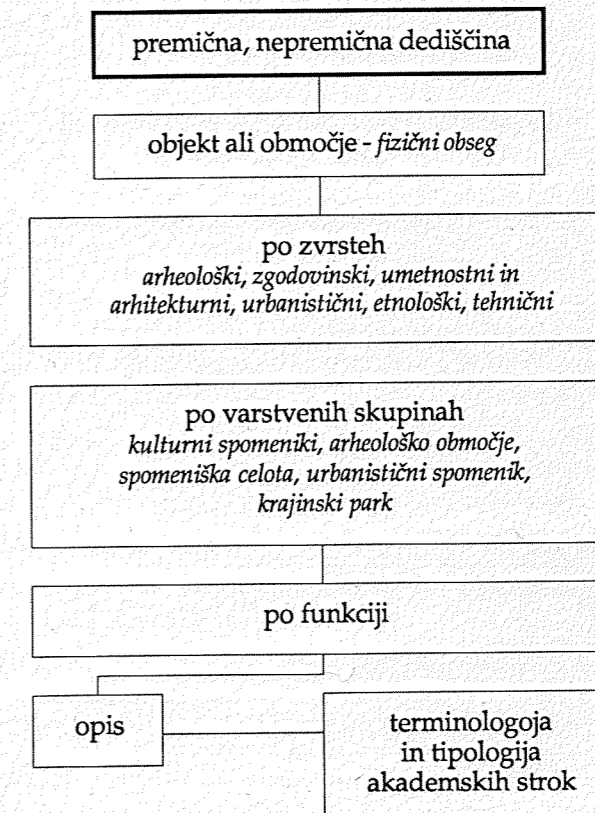 premična, nepremična dediščina
objekt ali območje - fizični obseg
po zvrsteh
arheološki, zgodovinski, umetnostni in
arhitekturni, urbanistični, etnološki, tehnični
po varstvenih skupinah
kulturni spomeniki, arheološko območje,
spomeniška celota, urbanistični spomenik,
krajinski park
po funkciji
opis
terminologoja
in tipologija
akademskih strok